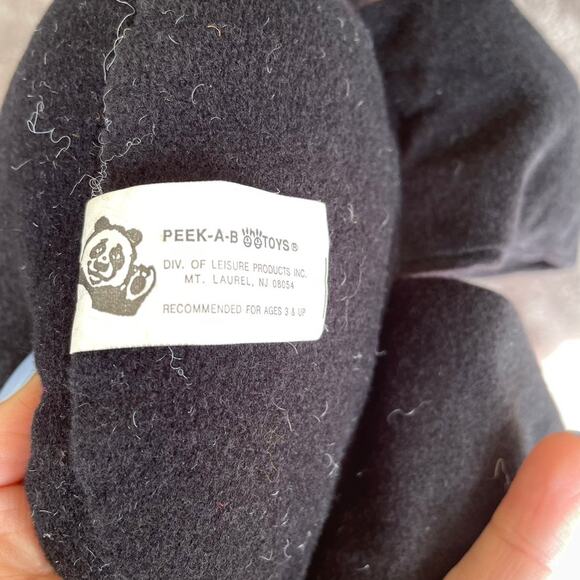 PEEK-A-BOOTOYS®
DIV. OF LEISURE PRODUCTS INC.
MT. LAUREL, NJ 08054
RECOMMENDED FOR AGES 3 & UP